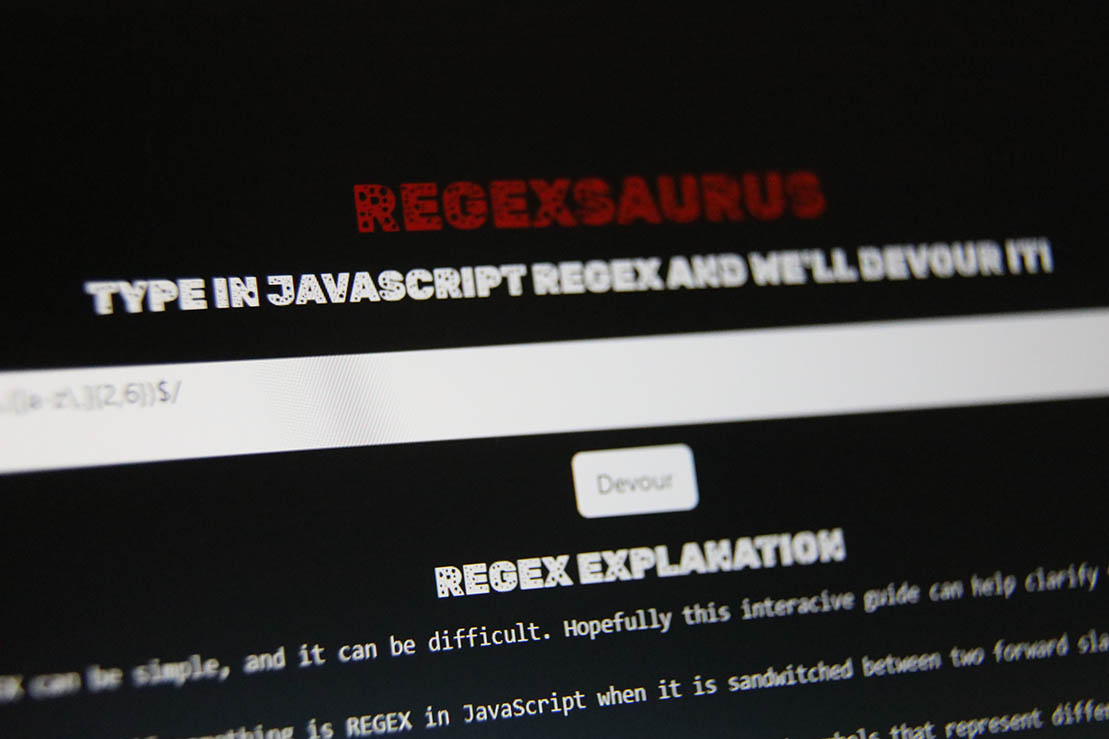 REGEXSAURUS
TYPE IN JAVASCRIPT REGEX AND WE'LL DEVOUR IT!
.([a-z\.]{2,6})$/
Devour
REGEX EXPLANATION
can be simple, and it can be difficult. Hopefully this interacive guide can help clarify
is REGEX in JavaScript when it is sandwitched between two forward sla
that represent differe